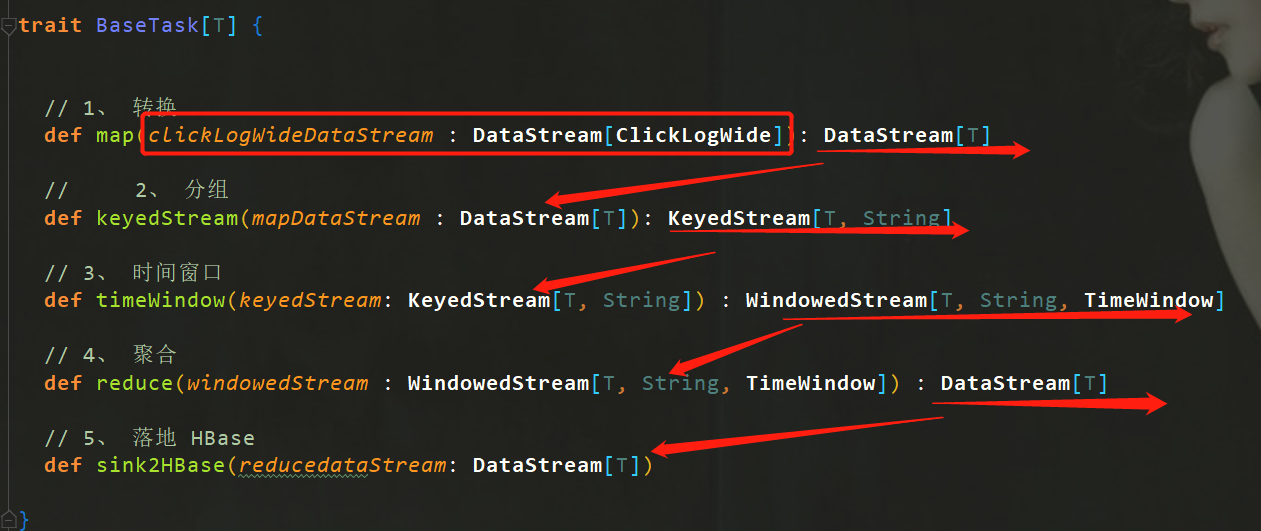 trait BaseTask[T] {
// 1、 转换
def map(clickLogWideDataStream : DataStream[ClickLogWide]): DataStream[T]
// 2、 分组
def keyedStream(mapDataStream : DataStream[T]): KeyedStream[T, String]
// 3、 时间窗口
def timeWindow(keyedStream: KeyedStream[T, String]) : WindowedStream[T, String, TimeWindow]
// 4、 聚合
def reduce(windowedStream : WindowedStream[T, String, TimeWindow]) : DataStream[T]
// 5、 落地 HBase
def sink2HBase(reducedataStream: DataStream[T])
}